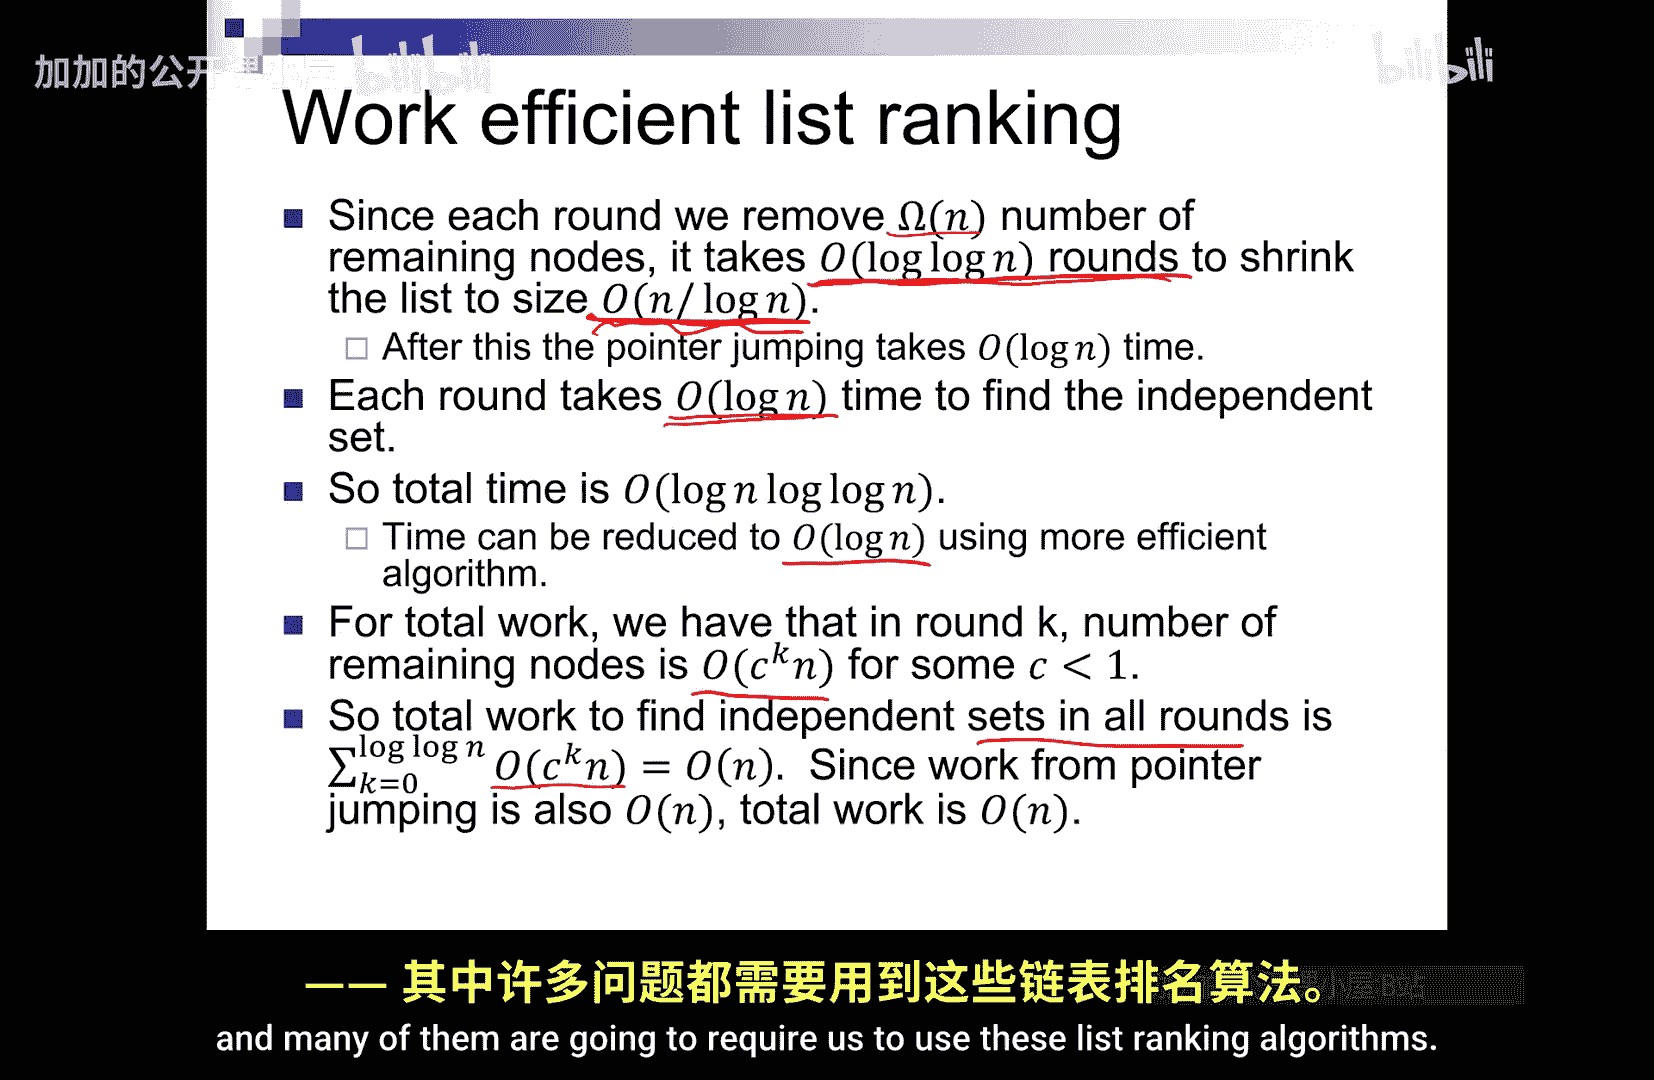 加加的公开
bilibili
bilibili
Work efficient list ranking
Since each round we remove Ω(n) number of
remaining nodes, it takes O(log log n) rounds to shrink
the list to size O(n/ log n).
After this the pointer jumping takes O(log n) time.
Each round takes O(log n) time to find the independent
set.
So total time is O(log n log log n).
Time can be reduced to O(log n) using more efficient
algorithm.
For total work, we have that in round k, number of
remaining nodes is O(c^k n) for some c < 1.
So total work to find independent sets in all rounds is
∑_{k=0}^{log log n} O(c^k n) = O(n). Since work from pointer
jumping is also O(n), total work is O(n).
—— 其中许多问题都需要用到这些链表排名算法。
小屋 B站
and many of them are going to require us to use these list ranking algorithms.